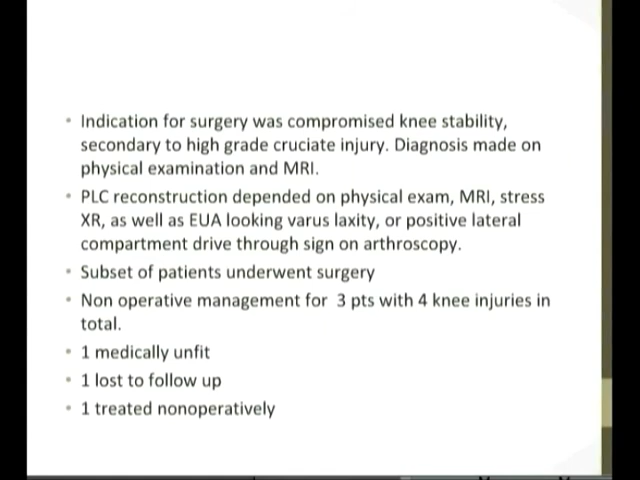 • Indication for surgery was compromised knee stability,
secondary to high grade cruciate injury. Diagnosis made on
physical examination and MRI.
• PLC reconstruction depended on physical exam, MRI, stress
XR, as well as EUA looking varus laxity, or positive lateral
compartment drive through sign on arthroscopy.
• Subset of patients underwent surgery
• Non operative management for 3 pts with 4 knee injuries in
total.
• 1 medically unfit
• 1 lost to follow up
• 1 treated nonoperatively